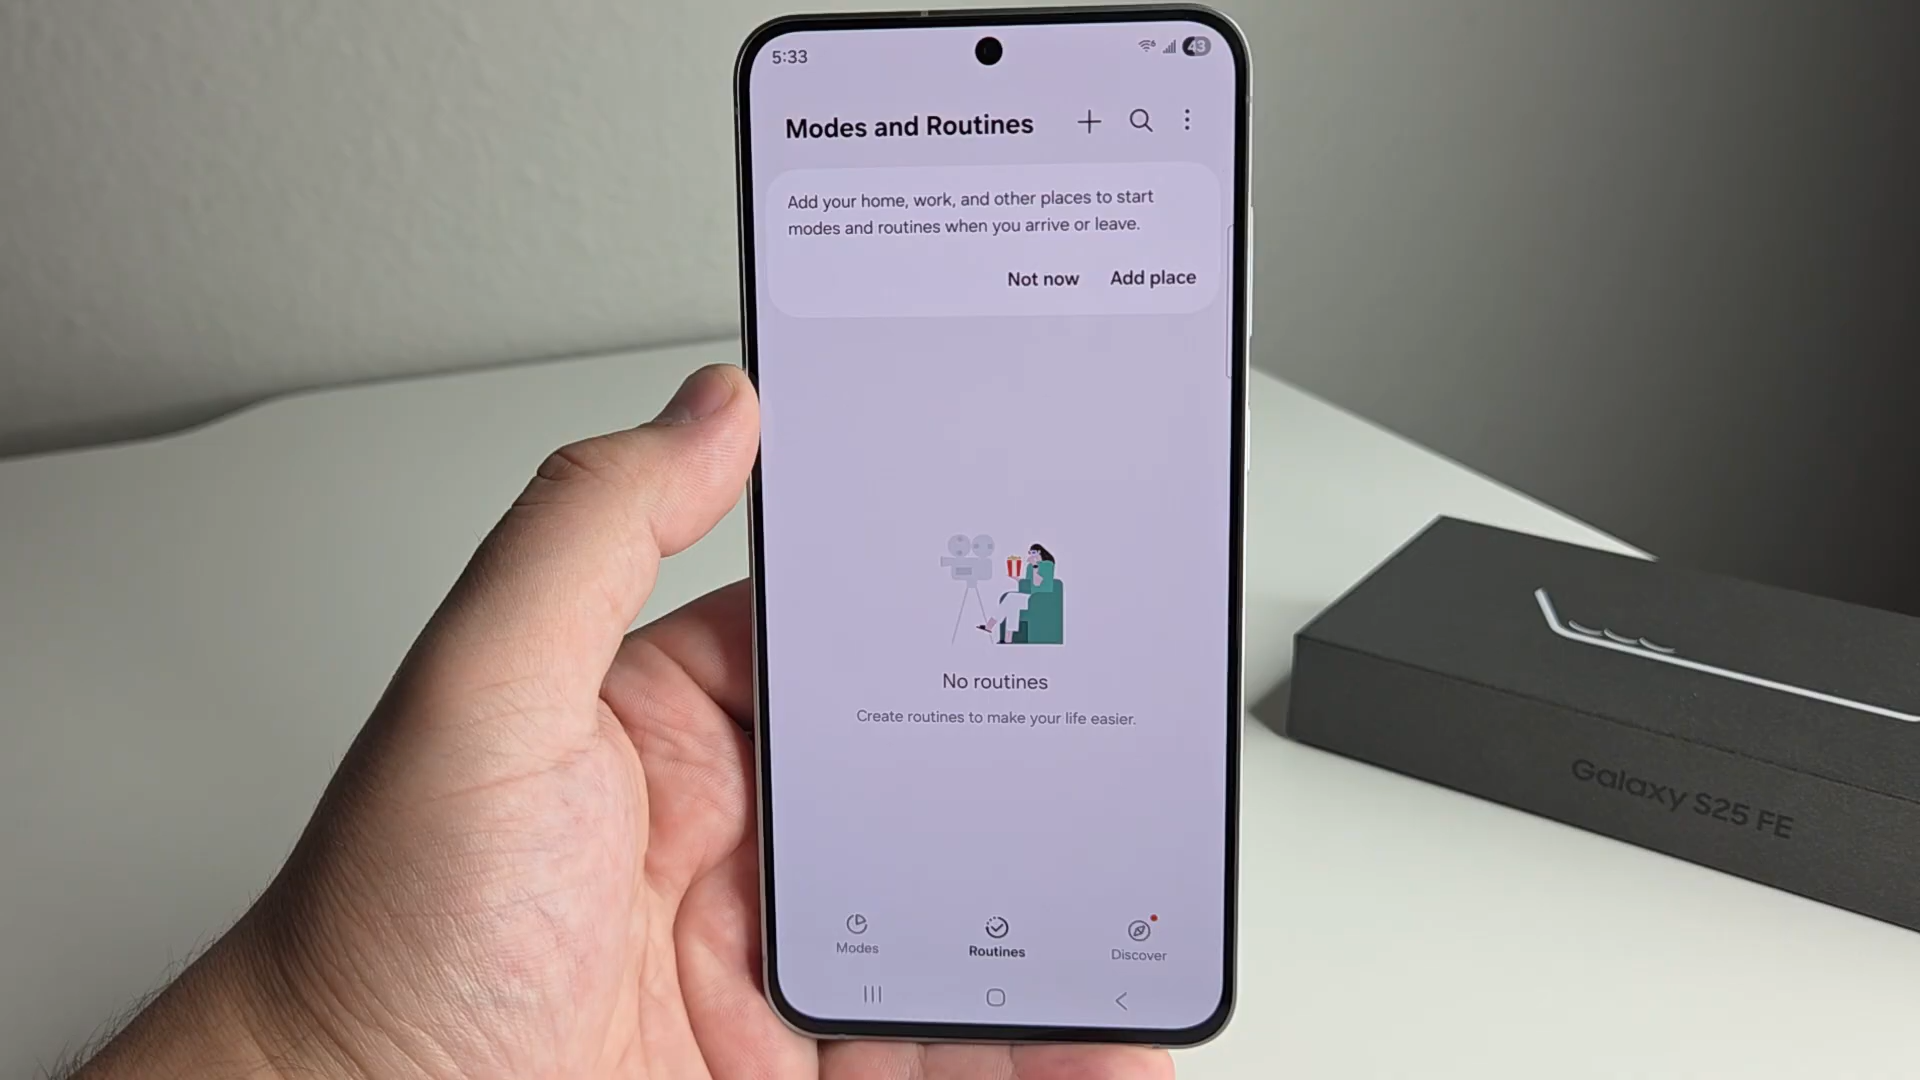 5:33
43
Modes and Routines
Add your home, work, and other places to start
modes and routines when you arrive or leave.
Not now
Add place
No routines
Create routines to make your life easier.
Modes
Routines
Discover
Galaxy S25 FE